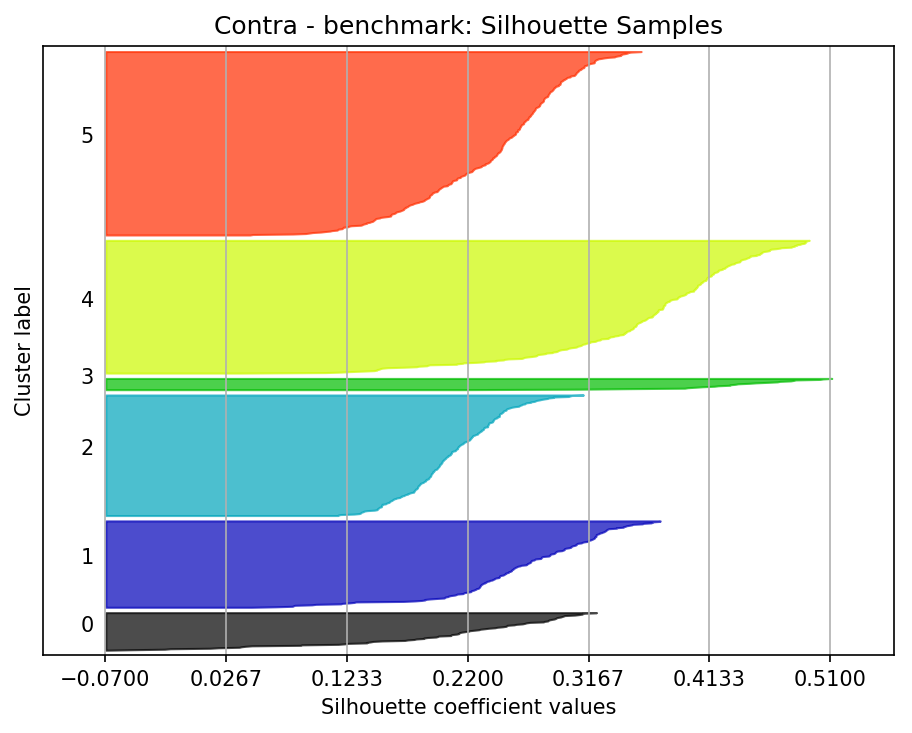 Contra - benchmark: Silhouette Samples
Cluster label
5
4
3
2
1
0
−0.0700 0.0267 0.1233 0.2200 0.3167 0.4133 0.5100
Silhouette coefficient values